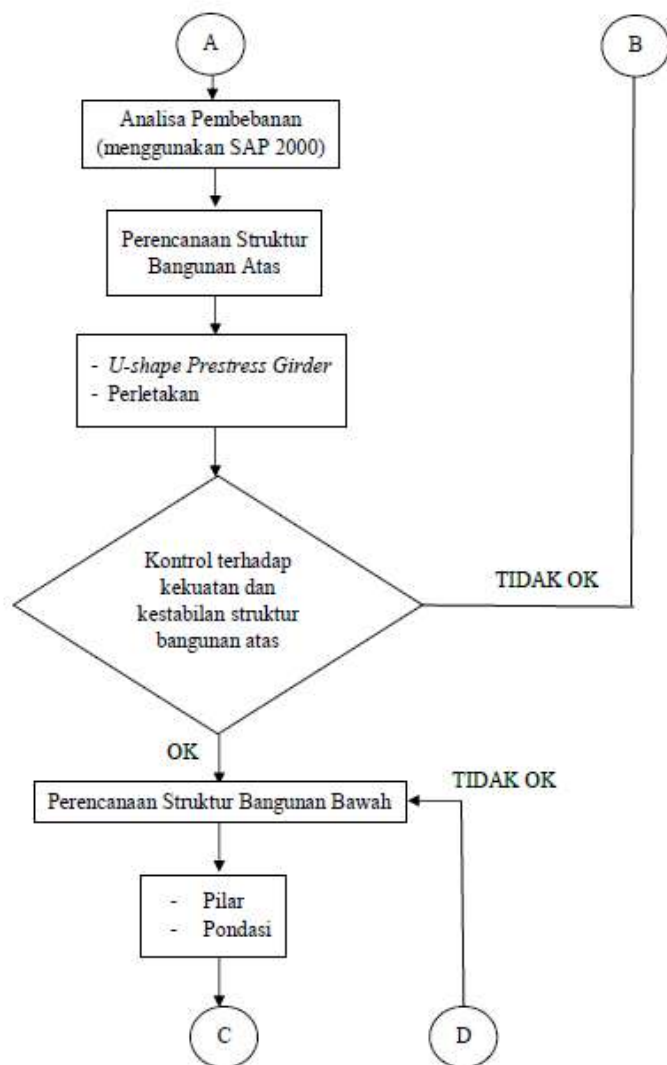 A
B
Analisa Pembebanan
(menggunakan SAP 2000)
Perencanaan Struktur
Bangunan Atas
- U-shape Prestress Girder
- Perletakan
Kontrol terhadap
kekuatan dan
kestabilan struktur
bangunan atas
TIDAK OK
OK
TIDAK OK
Perencanaan Struktur Bangunan Bawah
- Pilar
- Pondasi
C
D